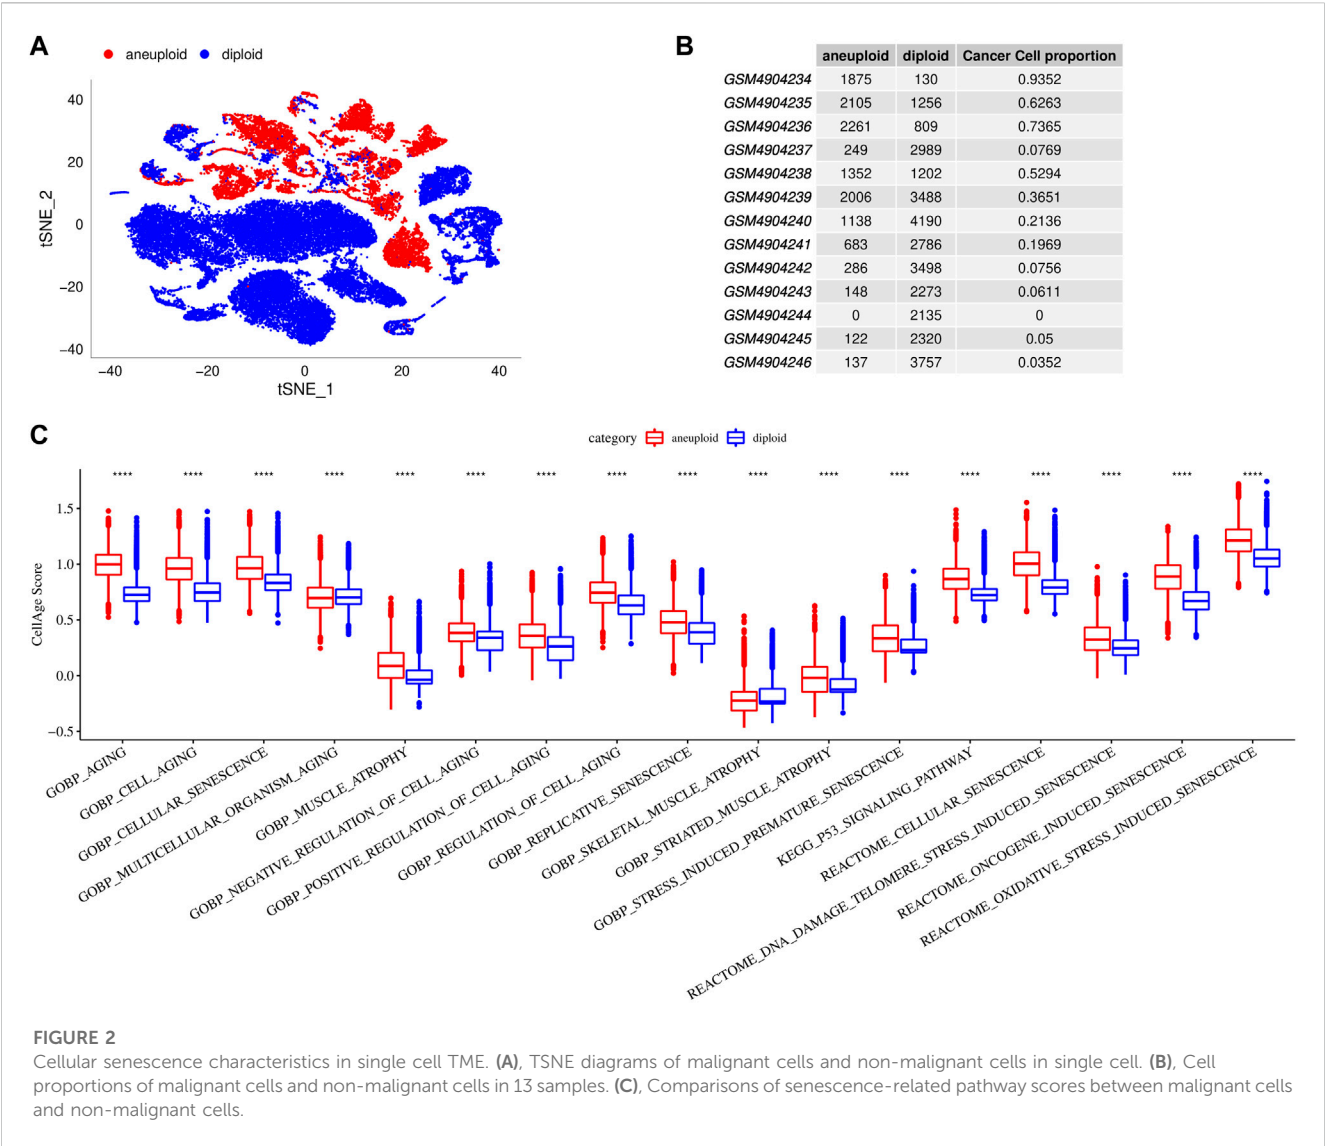 A
aneuploid diploid
40
20
0
−20
−40
tSNE_2
−40 −20 0 20 40
tSNE_1
B
aneuploid diploid Cancer Cell proportion
GSM4904234 1875 130 0.9352
GSM4904235 2105 1256 0.6263
GSM4904236 2261 809 0.7365
GSM4904237 249 2989 0.0769
GSM4904238 1352 1202 0.5294
GSM4904239 2006 3488 0.3651
GSM4904240 1138 4190 0.2136
GSM4904241 683 2786 0.1969
GSM4904242 286 3498 0.0756
GSM4904243 148 2273 0.0611
GSM4904244 0 2135 0
GSM4904245 122 2320 0.05
GSM4904246 137 3757 0.0352
C
category aneuploid diploid
**** **** **** **** **** **** **** **** **** **** **** **** **** **** **** **** ****
1.5
1.0
0.5
0.0
−0.5
CellAge Score
GOBP_AGING
GOBP_CELL_AGING
GOBP_CELLULAR_SENESCENCE
GOBP_MULTICELLULAR_ORGANISM_AGING
GOBP_MUSCLE_ATROPHY
GOBP_NEGATIVE_REGULATION_OF_CELL_AGING
GOBP_POSITIVE_REGULATION_OF_CELL_AGING
GOBP_REGULATION_OF_CELL_AGING
GOBP_REPLICATIVE_SENESCENCE
GOBP_SKELETAL_MUSCLE_ATROPHY
GOBP_STRIATED_MUSCLE_ATROPHY
GOBP_STRESS_INDUCED_PREMATURE_SENESCENCE
KEGG_P53_SIGNALING_PATHWAY
REACTOME_CELLULAR_SENESCENCE
REACTOME_DNA_DAMAGE_TELOMERE_STRESS_INDUCED_SENESCENCE
REACTOME_ONCOGENE_INDUCED_SENESCENCE
REACTOME_OXIDATIVE_STRESS_INDUCED_SENESCENCE
FIGURE 2
Cellular senescence characteristics in single cell TME. (A), TSNE diagrams of malignant cells and non-malignant cells in single cell. (B), Cell
proportions of malignant cells and non-malignant cells in 13 samples. (C), Comparisons of senescence-related pathway scores between malignant cells
and non-malignant cells.